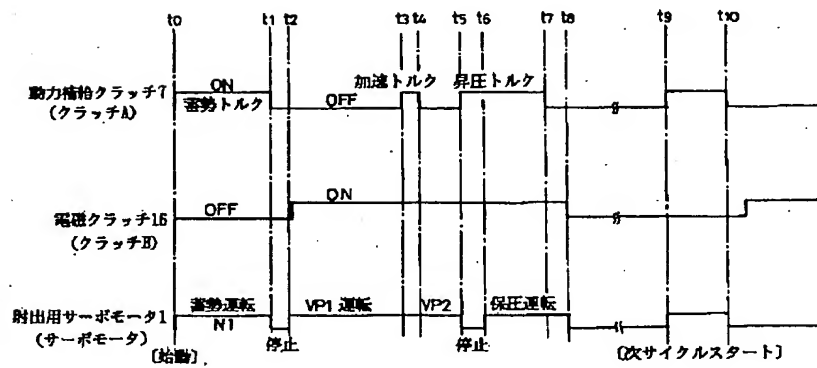 t0 t1 t2 t3 t4 t5 t6 t7 t8 t9 t10
加速トルク 昇圧トルク
動力補給クラッチ7 ON
(クラッチA) 蓄勢トルク OFF
ON
電磁クラッチ16 OFF
(クラッチB)
射出用サーボモータ1 蓄勢運転 VP1 運転 VP2 保圧運転
(サーボモータ) N1
停止 停止
〔始動〕 〔次サイクルスタート〕